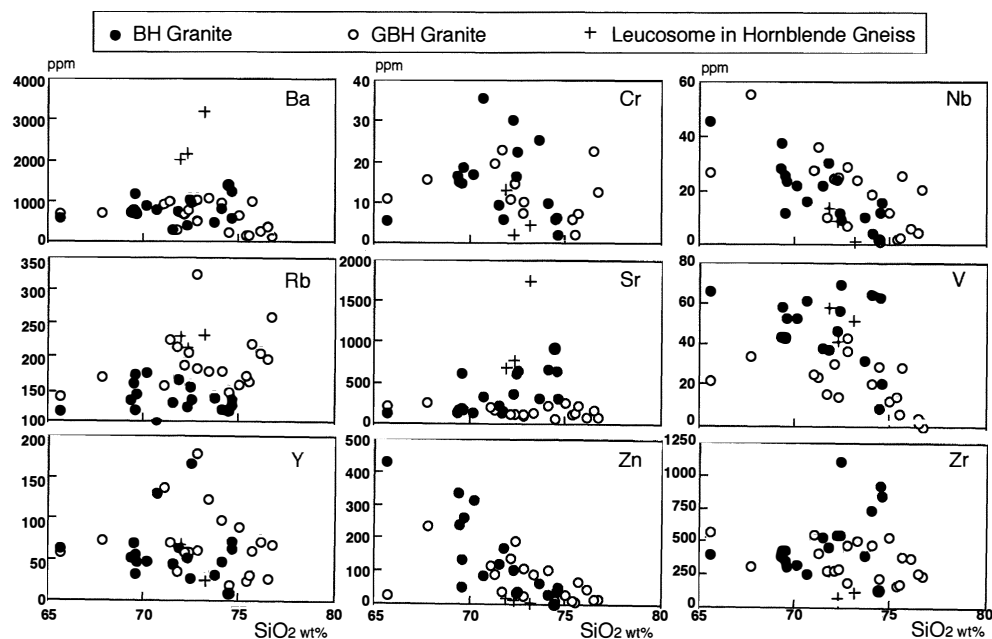 BH Granite GBH Granite Leucosome in Hornblende Gneiss
ppm ppm ppm
4000 3000 2000 1000 0 Ba
40 30 20 10 0 Cr
60 40 20 0 Nb
350 300 250 200 150 100 Rb
2000 1500 1000 500 0 Sr
80 60 40 20 0 V
200 150 100 50 0 Y
500 400 300 200 100 0 Zn
1250 1000 750 500 250 0 Zr
65 70 75 80 65 70 75 80 65 70 75 80
SiO2 wt% SiO2 wt% SiO2 wt%